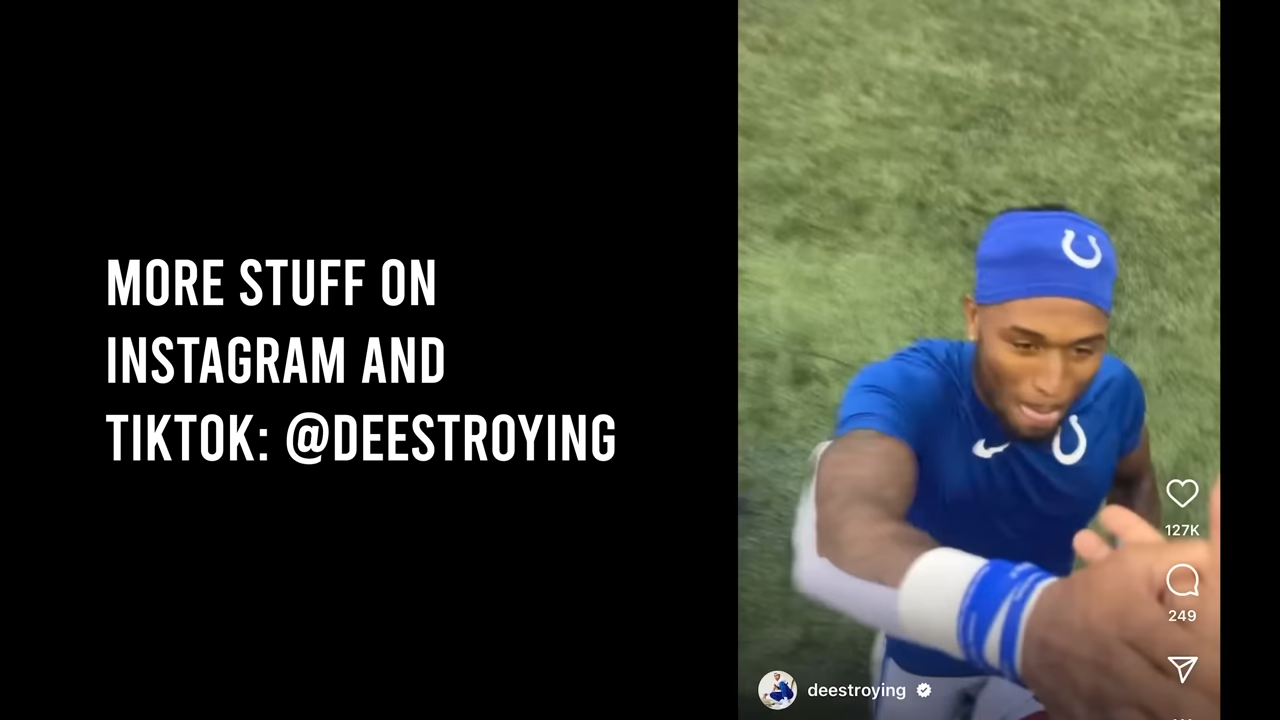 MORE STUFF ON
INSTAGRAM AND
TIKTOK: @DEESTROYING
127K
249
deestroying